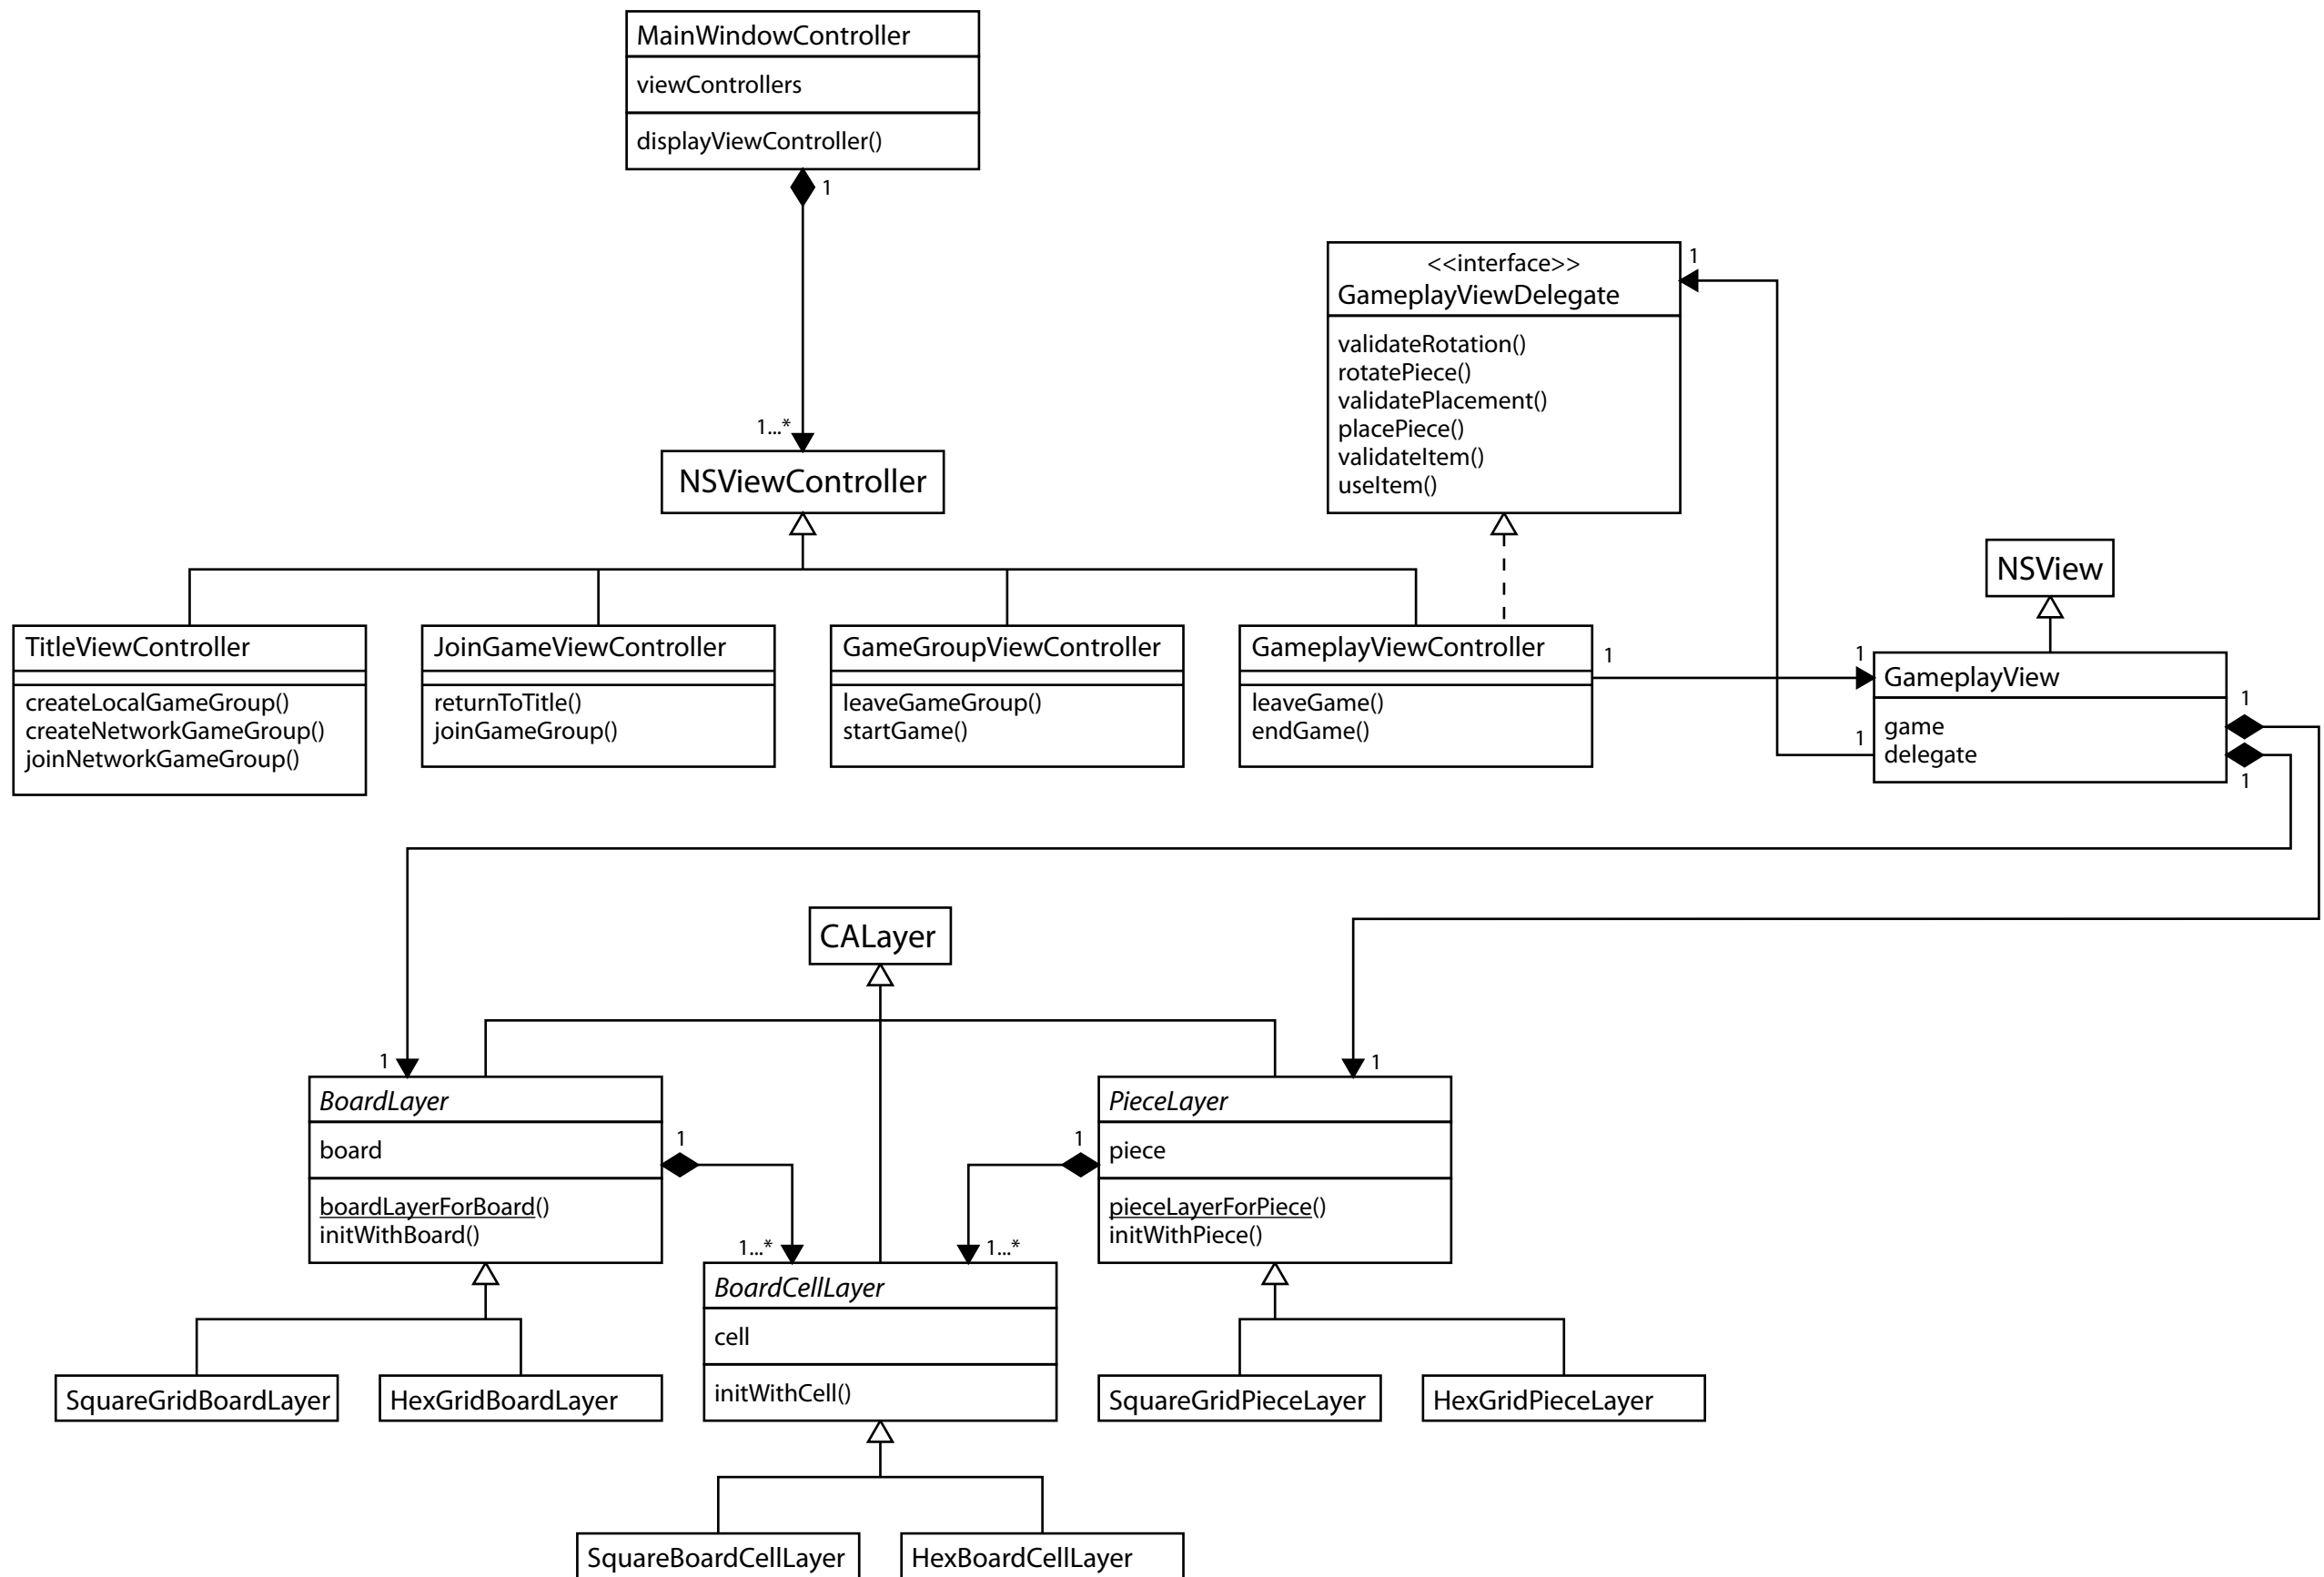 MainWindowController
viewControllers
displayViewController()
1
1...*
NSViewController
<<interface>>
GameplayViewDelegate
validateRotation()
rotatePiece()
validatePlacement()
placePiece()
validateItem()
useItem()
1
NSView
TitleViewController
createLocalGameGroup()
createNetworkGameGroup()
joinNetworkGameGroup()
JoinGameViewController
returnToTitle()
joinGameGroup()
GameGroupViewController
leaveGameGroup()
startGame()
GameplayViewController
leaveGame()
endGame()
1
1
1
GameplayView
game
delegate
1
1
CALayer
1
BoardLayer
board
boardLayerForBoard()
initWithBoard()
1
1...*
1
PieceLayer
piece
pieceLayerForPiece()
initWithPiece()
1
1...*
BoardCellLayer
cell
initWithCell()
SquareGridBoardLayer
HexGridBoardLayer
SquareGridPieceLayer
HexGridPieceLayer
SquareBoardCellLayer
HexBoardCellLayer